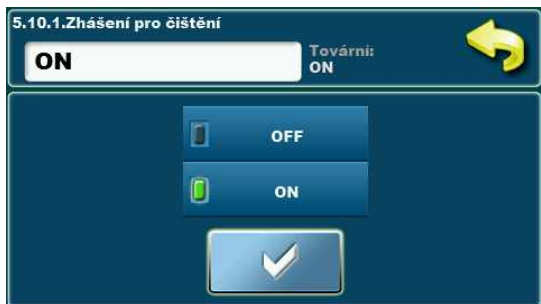 5.10.1.Zhášení pro čištění
ON
Tovární:
ON
OFF
ON